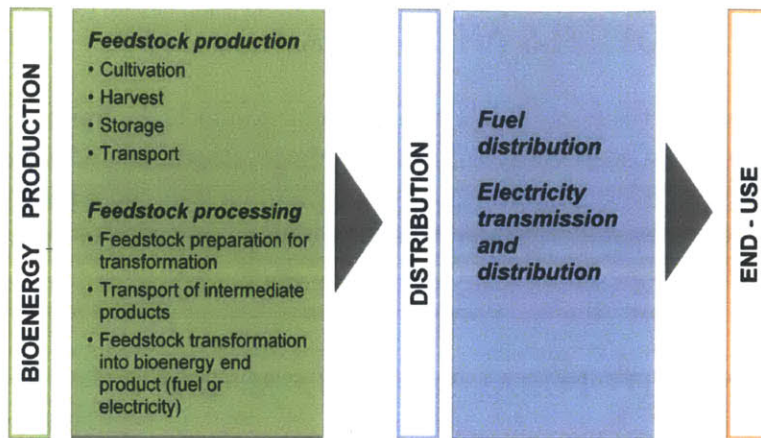 BIOENERGY PRODUCTION
Feedstock production
• Cultivation
• Harvest
• Storage
• Transport
Feedstock processing
• Feedstock preparation for
transformation
• Transport of intermediate
products
• Feedstock transformation
into bioenergy end
product (fuel or
electricity)
DISTRIBUTION
Fuel
distribution
Electricity
transmission
and
distribution
END - USE